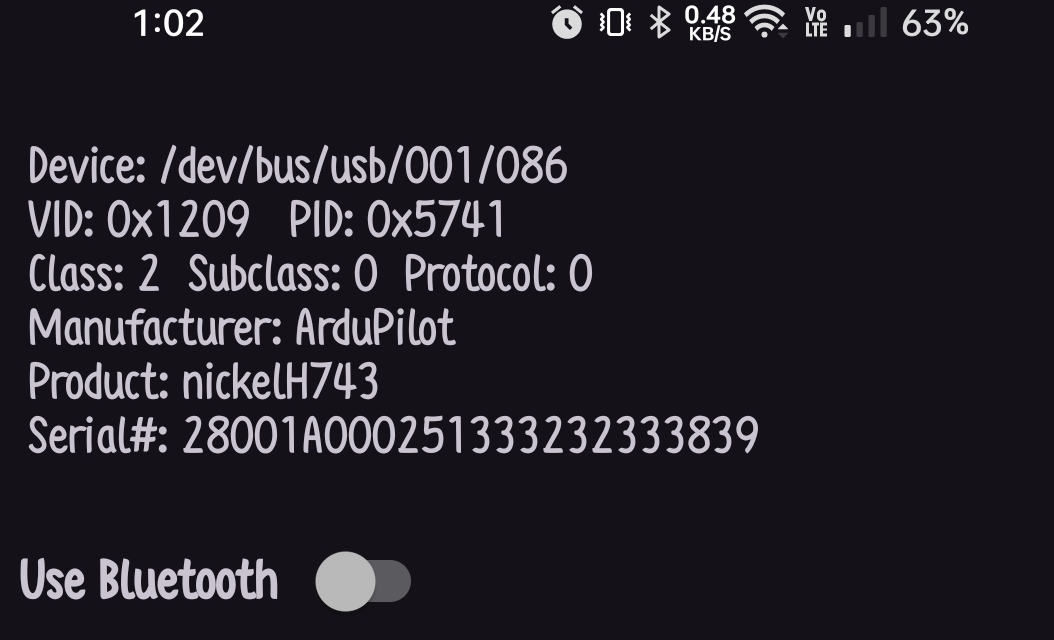 1:02 0.48 KB/S Vo LTE 63%
Device: /dev/bus/usb/001/086
VID: 0x1209 PID: 0x5741
Class: 2 Subclass: 0 Protocol: 0
Manufacturer: ArduPilot
Product: nickelH743
Serial#: 28001A000251333232333839
Use Bluetooth